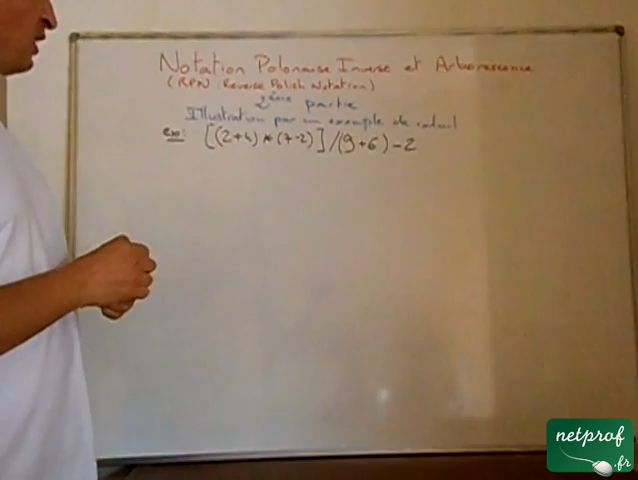 Notation Polonaise Inverse et Arborescence
(RPN : Reverse Polish Notation)
2ème partie
Illustration par un exemple de calcul
ex: [(2+4) * (7-2)] / (9+6) - 2
netprof
.fr